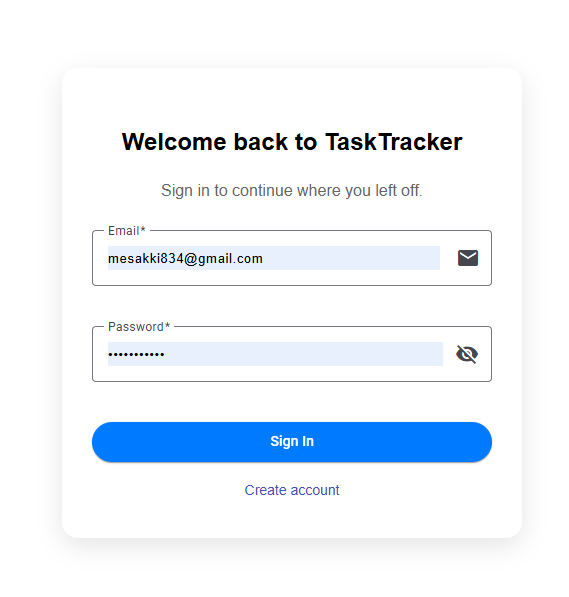 Welcome back to TaskTracker
Sign in to continue where you left off.
Email*
mesakki834@gmail.com
Password*
•••••••••••
Sign In
Create account